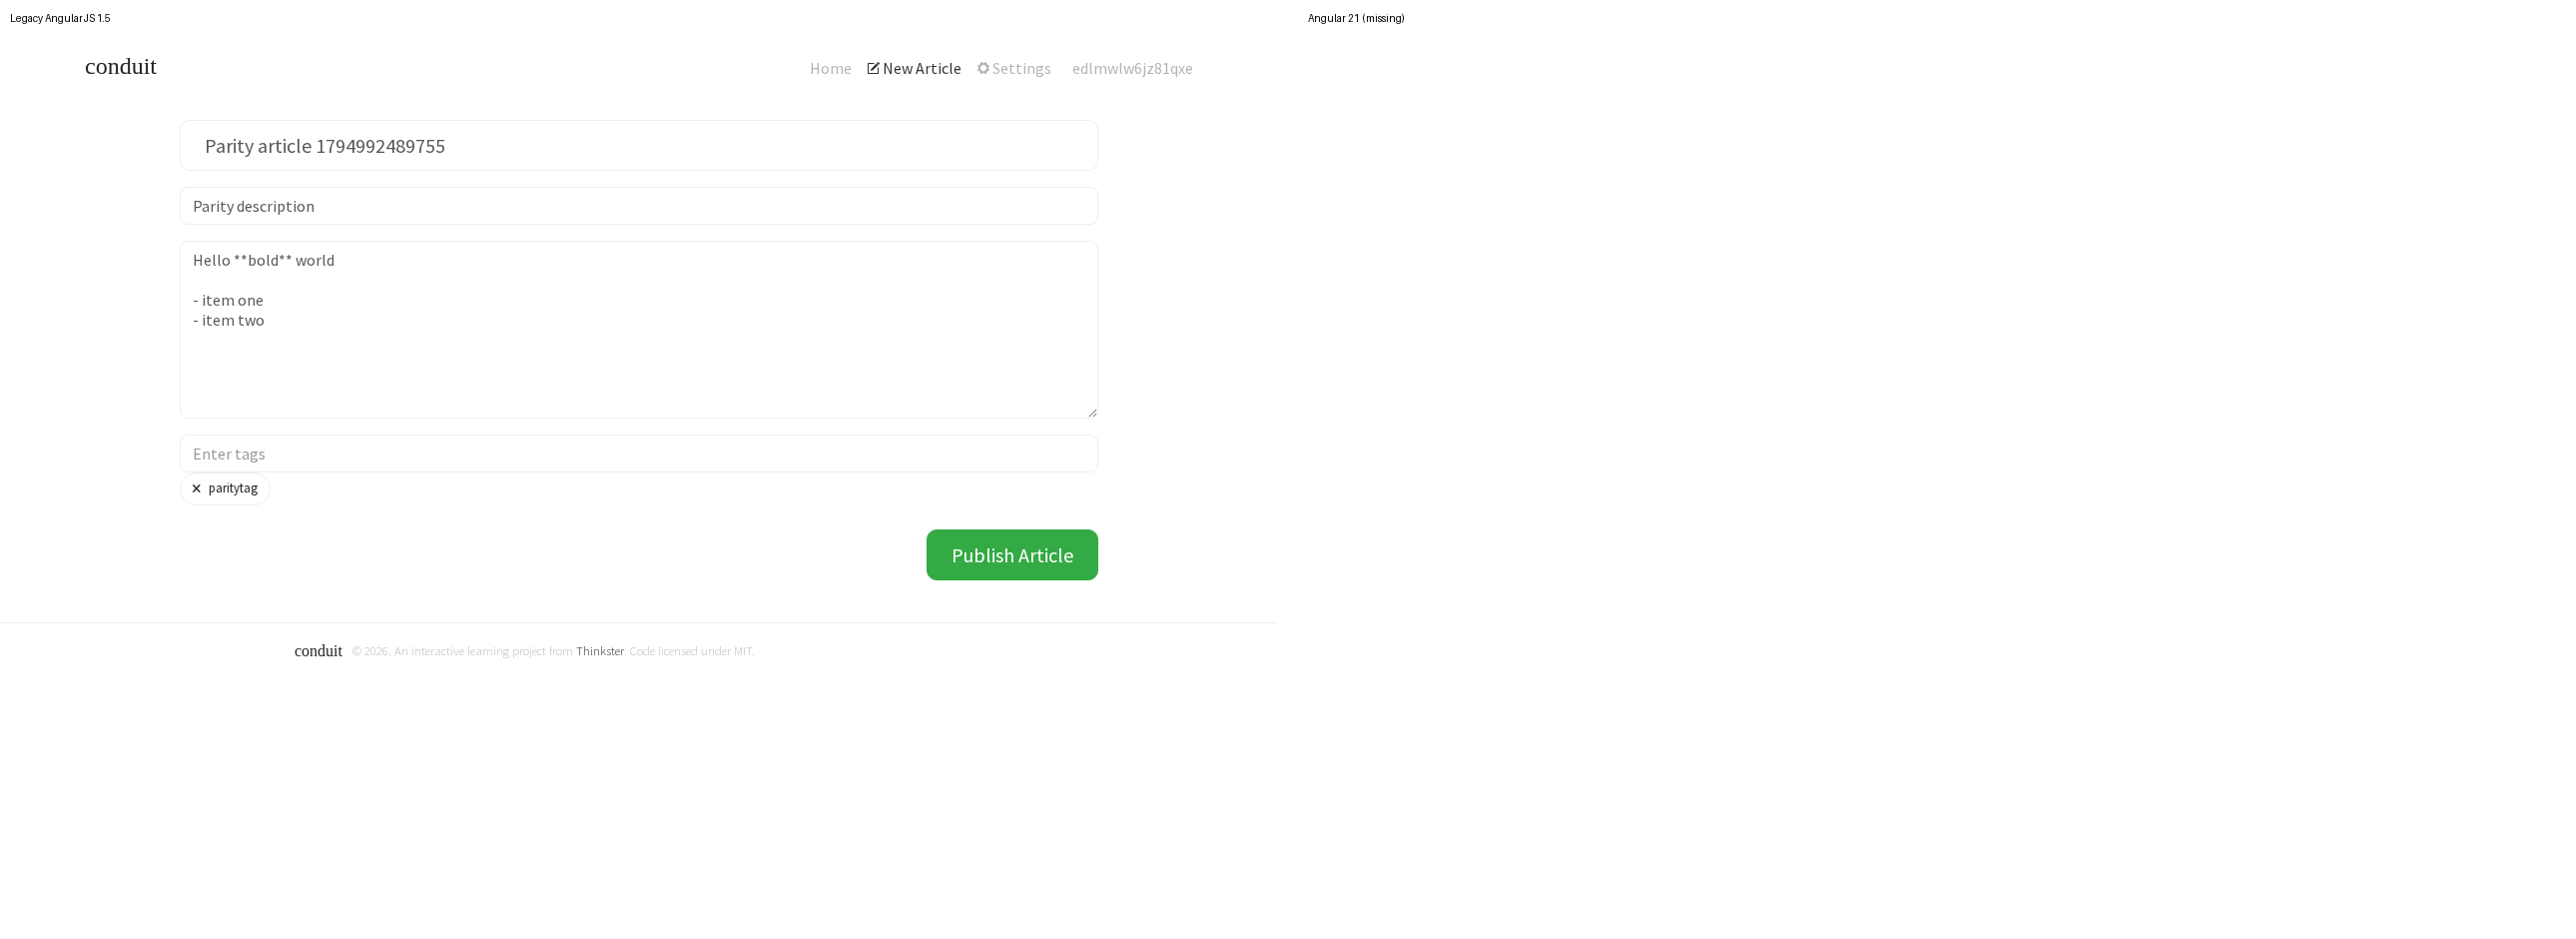 Legacy AngularJS 1.5
Angular 21 (missing)
conduit
Home New Article Settings edlmwlw6jz81qxe
Parity article 1794992489755
Parity description
Hello **bold** world
- item one
- item two
Enter tags
paritytag
Publish Article
conduit © 2026. An interactive learning project from Thinkster. Code licensed under MIT.